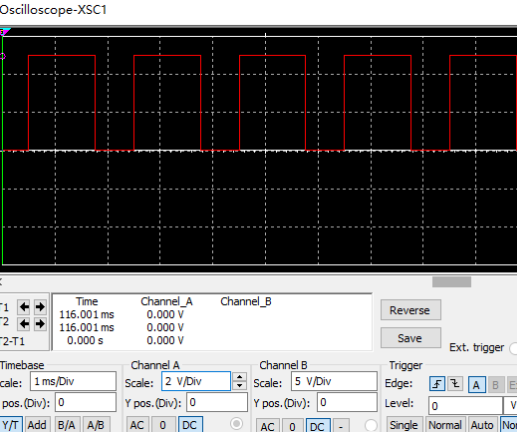 Oscilloscope-XSC1
Time Channel_A Channel_B
T1 116.001 ms 0.000 V
T2 116.001 ms 0.000 V
T2-T1 0.000 s 0.000 V
Reverse
Save
Ext. trigger
Timebase
Scale: 1 ms/Div
Y pos.(Div): 0
Y/T Add B/A A/B
Channel A
Scale: 2 V/Div
Y pos.(Div): 0
AC 0 DC
Channel B
Scale: 5 V/Div
Y pos.(Div): 0
AC 0 DC -
Trigger
Edge: A B
Level: 0 V
Single Normal Auto